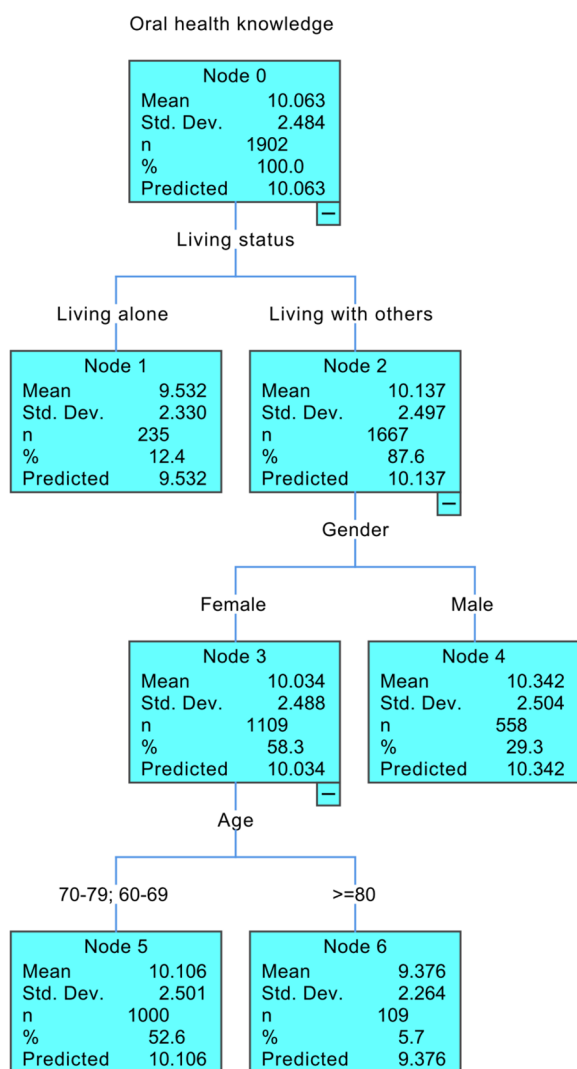 Oral health knowledge
Node 0
Mean 10.063
Std. Dev. 2.484
n 1902
% 100.0
Predicted 10.063
Living status
Living alone
Living with others
Node 1
Mean 9.532
Std. Dev. 2.330
n 235
% 12.4
Predicted 9.532
Node 2
Mean 10.137
Std. Dev. 2.497
n 1667
% 87.6
Predicted 10.137
Gender
Female
Male
Node 3
Mean 10.034
Std. Dev. 2.488
n 1109
% 58.3
Predicted 10.034
Node 4
Mean 10.342
Std. Dev. 2.504
n 558
% 29.3
Predicted 10.342
Age
70-79; 60-69
>=80
Node 5
Mean 10.106
Std. Dev. 2.501
n 1000
% 52.6
Predicted 10.106
Node 6
Mean 9.376
Std. Dev. 2.264
n 109
% 5.7
Predicted 9.376